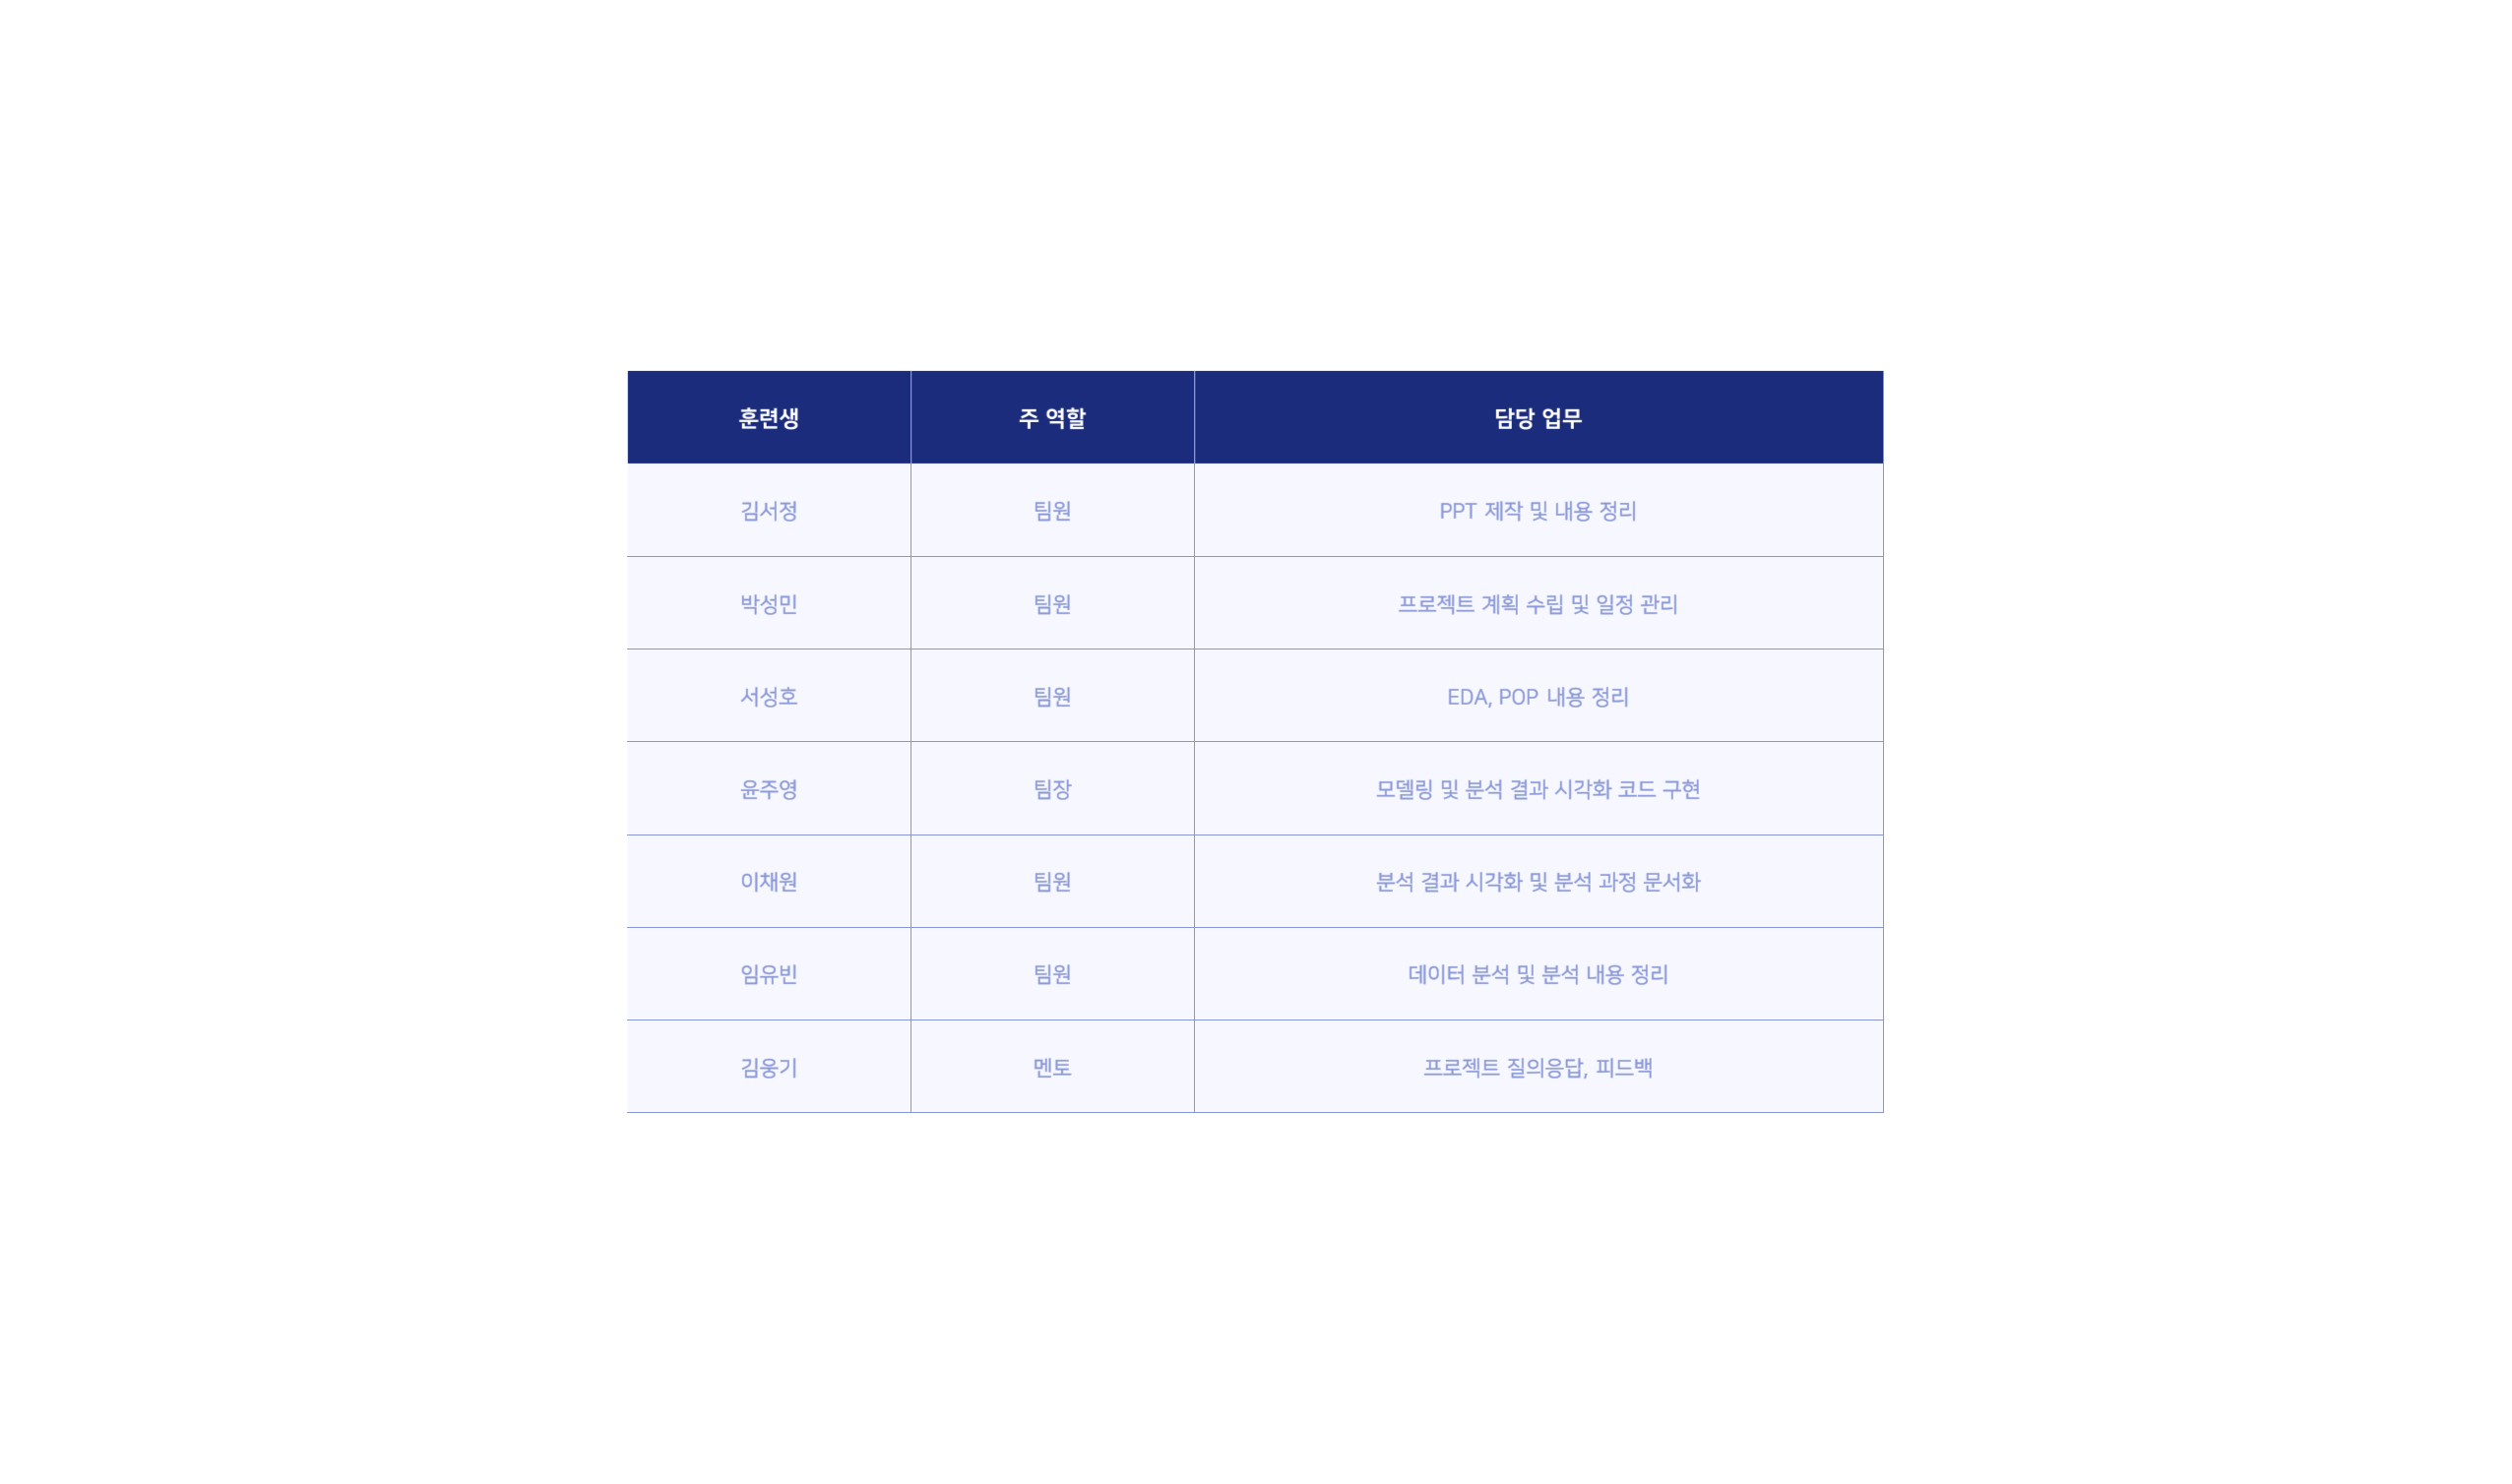 훈련생 주 역할 담당 업무
김서정 팀원 PPT 제작 및 내용 정리
박성민 팀원 프로젝트 계획 수립 및 일정 관리
서성호 팀원 EDA, POP 내용 정리
윤주영 팀장 모델링 및 분석 결과 시각화 코드 구현
이채원 팀원 분석 결과 시각화 및 분석 과정 문서화
임유빈 팀원 데이터 분석 및 분석 내용 정리
김웅기 멘토 프로젝트 질의응답, 피드백